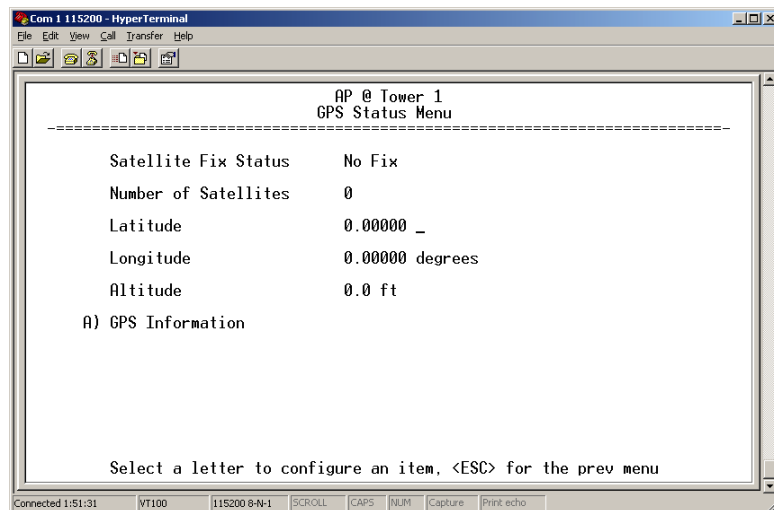 Com 1 115200 - HyperTerminal
File Edit View Call Transfer Help
AP @ Tower 1
GPS Status Menu
-==========================================================================-
Satellite Fix Status No Fix
Number of Satellites 0
Latitude 0.00000 _
Longitude 0.00000 degrees
Altitude 0.0 ft
A) GPS Information
Select a letter to configure an item, <ESC> for the prev menu
Connected 1:51:31 VT100 115200 8-N-1 SCROLL CAPS NUM Capture Print echo